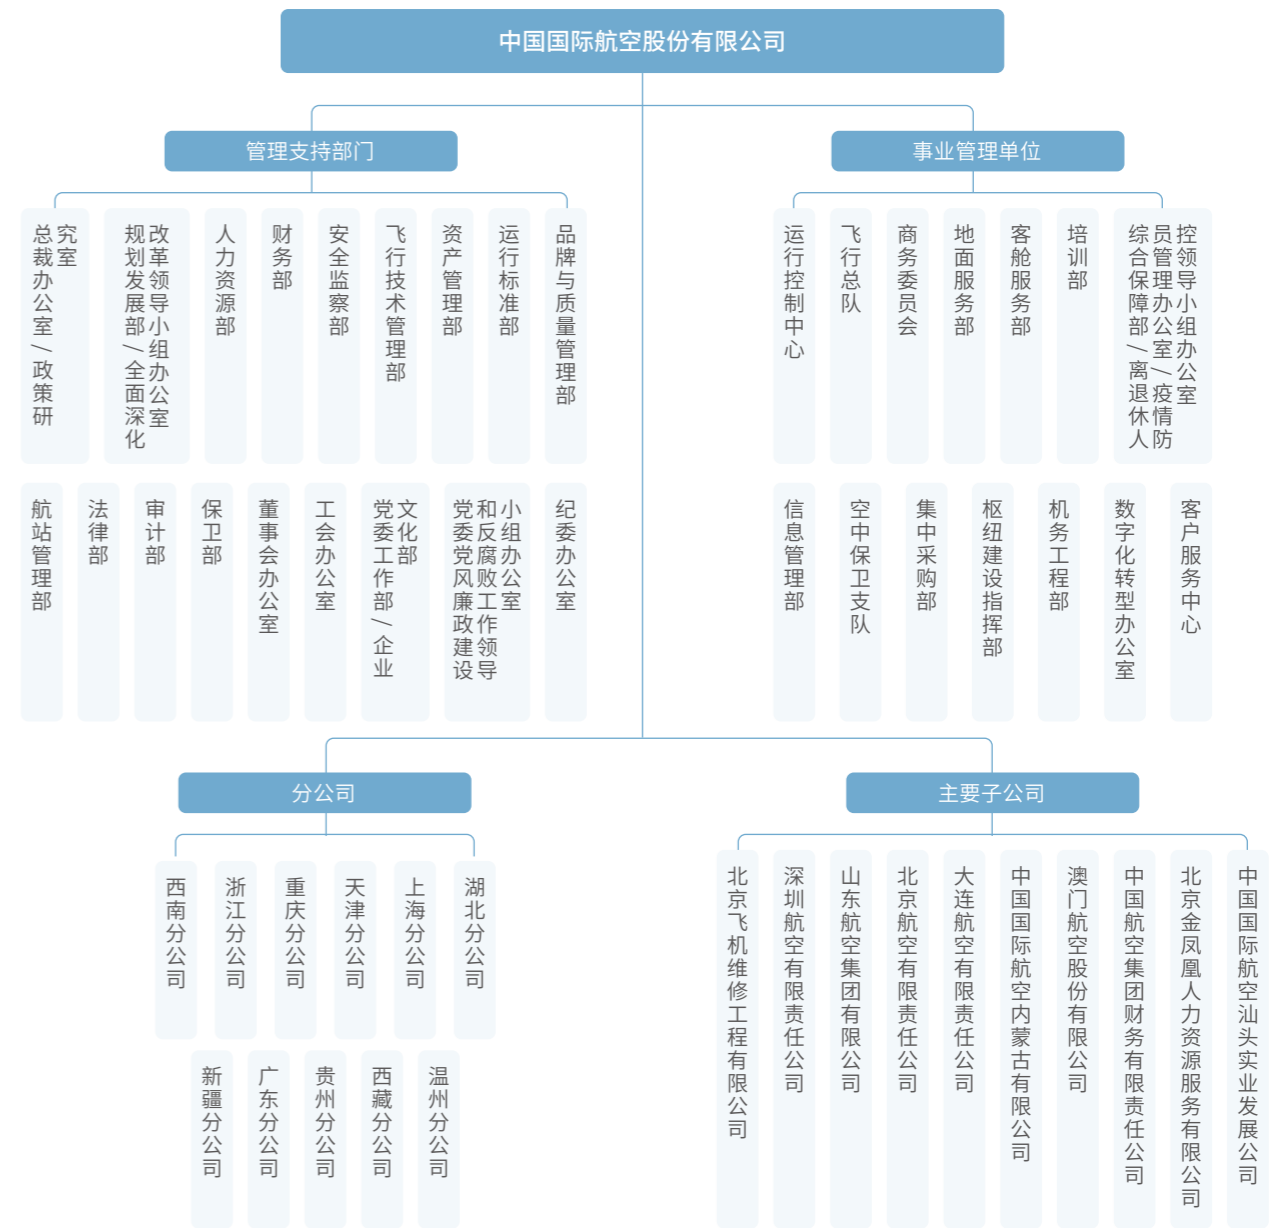 中国国际航空股份有限公司
管理支持部门
总裁办公室/政策研
究室
规划发展部/全面深化
改革领导小组办公室
人力资源部
财务部
安全监察部
飞行技术管理部
资产管理部
运行标准部
品牌与质量管理部
航站管理部
法律部
审计部
保卫部
董事会办公室
工会办公室
党委工作部/企业
文化部
党委党风廉政建设
和反腐败工作领导
小组办公室
纪委办公室
事业管理单位
运行控制中心
飞行总队
商务委员会
地面服务部
客舱服务部
培训部
综合保障部/离退休人
员管理办公室/疫情防
控领导小组办公室
信息管理部
空中保卫支队
集中采购部
枢纽建设指挥部
机务工程部
数字化转型办公室
客户服务中心
分公司
西南分公司
浙江分公司
重庆分公司
天津分公司
上海分公司
湖北分公司
新疆分公司
广东分公司
贵州分公司
西藏分公司
温州分公司
主要子公司
北京飞机维修工程有限公司
深圳航空有限责任公司
山东航空集团有限公司
北京航空有限责任公司
大连航空有限责任公司
中国国际航空内蒙古有限公司
澳门航空股份有限公司
中国航空集团财务有限责任公司
北京金凤凰人力资源服务有限公司
中国国际航空汕头实业发展公司